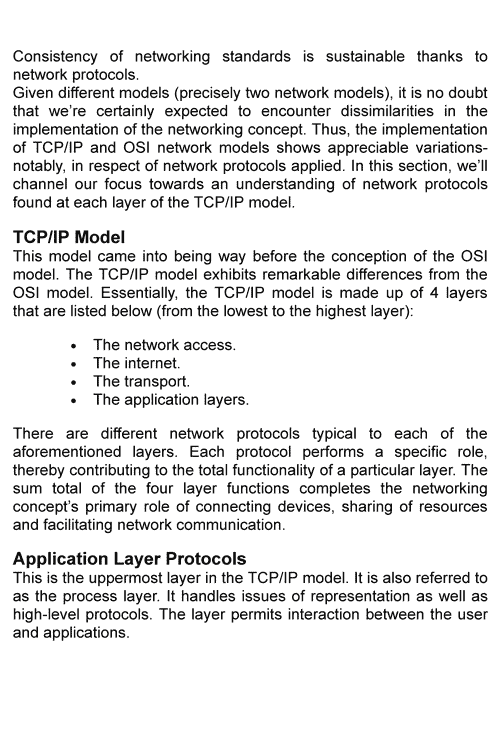 Consistency of networking standards is sustainable thanks to
network protocols.
Given different models (precisely two network models), it is no doubt
that we're certainly expected to encounter dissimilarities in the
implementation of the networking concept. Thus, the implementation
of TCP/IP and OSI network models shows appreciable variations-
notably, in respect of network protocols applied. In this section, we'll
channel our focus towards an understanding of network protocols
found at each layer of the TCP/IP model.
TCP/IP Model
This model came into being way before the conception of the OSI
model. The TCP/IP model exhibits remarkable differences from the
OSI model. Essentially, the TCP/IP model is made up of 4 layers
that are listed below (from the lowest to the highest layer):
• The network access.
• The internet.
• The transport.
• The application layers.
There are different network protocols typical to each of the
aforementioned layers. Each protocol performs a specific role,
thereby contributing to the total functionality of a particular layer. The
sum total of the four layer functions completes the networking
concept's primary role of connecting devices, sharing of resources
and facilitating network communication.
Application Layer Protocols
This is the uppermost layer in the TCP/IP model. It is also referred to
as the process layer. It handles issues of representation as well as
high-level protocols. The layer permits interaction between the user
and applications.